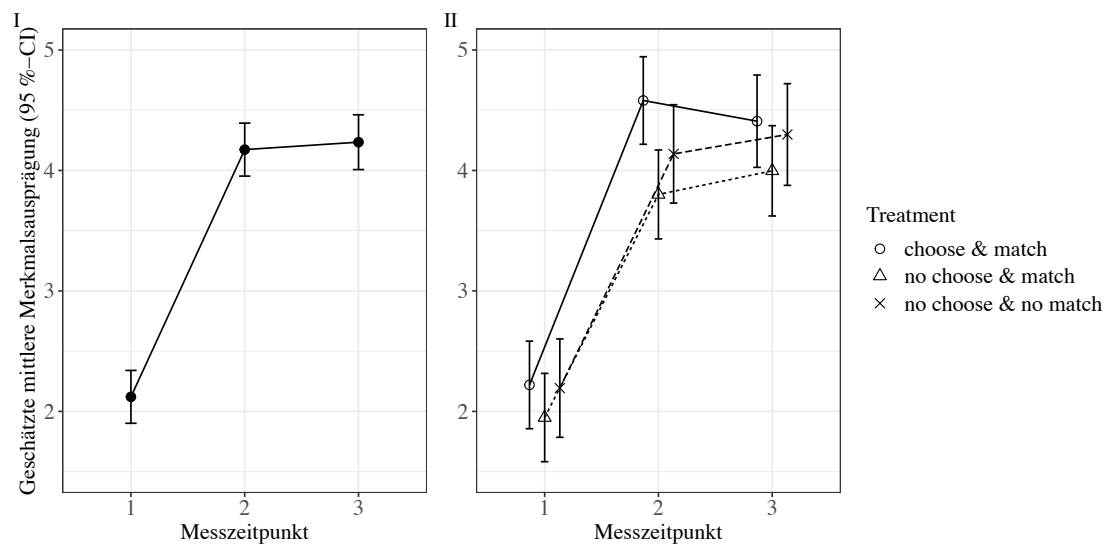 I
II
Geschätzte mittlere Merkmalsausprägung (95 %−CI)
5
4
3
2
1
2
3
Messzeitpunkt
5
4
3
2
1
2
3
Messzeitpunkt
Treatment
choose & match
no choose & match
no choose & no match